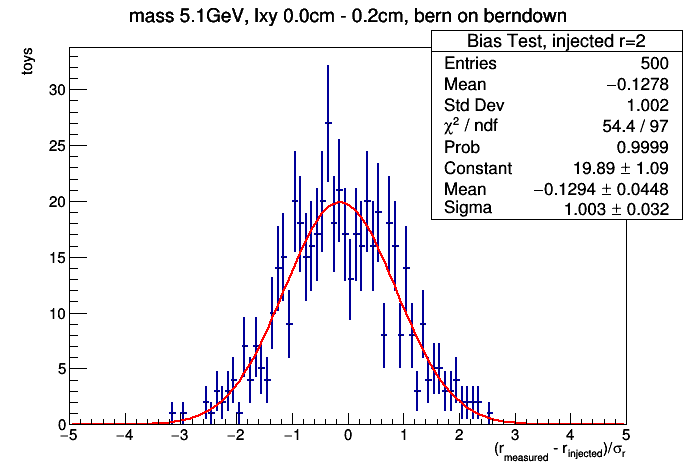 mass 5.1GeV, lxy 0.0cm - 0.2cm, bern on berndown
toys
Bias Test, injected r=2
Entries 500
Mean −0.1278
Std Dev 1.002
χ² / ndf 54.4 / 97
Prob 0.9999
Constant 19.89 ± 1.09
Mean −0.1294 ± 0.0448
Sigma 1.003 ± 0.032
30
25
20
15
10
5
0
−5 −4 −3 −2 −1 0 1 2 3 4 5
(r_measured - r_injected)/σ_r